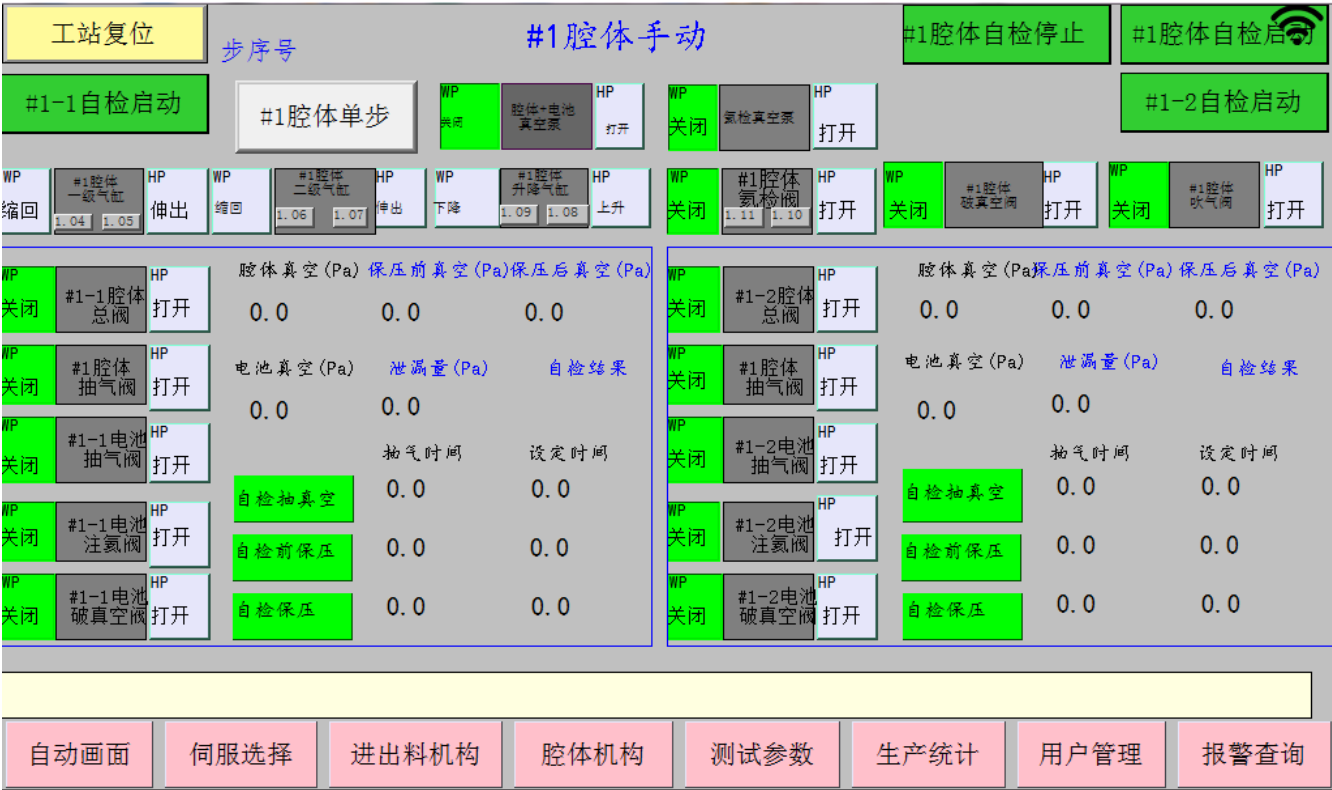 工站复位
步序号
#1腔体手动
#1腔体自检停止
#1腔体自检启动
#1-1自检启动
#1腔体单步
WP
关闭
腔体+电池
真空泵
HP
打开
WP
关闭
氦检真空泵
HP
打开
#1-2自检启动
WP
缩回
#1腔体
一级气缸
1.04
1.05
HP
伸出
WP
缩回
#1腔体
二级气缸
1.06
1.07
HP
伸出
WP
下降
#1腔体
升降气缸
1.09
1.08
HP
上升
WP
关闭
#1腔体
氦检阀
1.11
1.10
HP
打开
WP
关闭
#1腔体
破真空阀
HP
打开
WP
关闭
#1腔体
吹气阀
HP
打开
WP
关闭
#1-1腔体
总阀
HP
打开
腔体真空(Pa)
保压前真空(Pa)
保压后真空(Pa)
0.0
0.0
0.0
WP
关闭
#1腔体
抽气阀
HP
打开
电池真空(Pa)
泄漏量(Pa)
自检结果
0.0
0.0
WP
关闭
#1-1电池
抽气阀
HP
打开
抽气时间
设定时间
自检抽真空
0.0
0.0
WP
关闭
#1-1电池
注氦阀
HP
打开
自检前保压
0.0
0.0
WP
关闭
#1-1电池
破真空阀
HP
打开
自检保压
0.0
0.0
WP
关闭
#1-2腔体
总阀
HP
打开
腔体真空(Pa)
保压前真空(Pa)
保压后真空(Pa)
0.0
0.0
0.0
WP
关闭
#1腔体
抽气阀
HP
打开
电池真空(Pa)
泄漏量(Pa)
自检结果
0.0
0.0
WP
关闭
#1-2电池
抽气阀
HP
打开
抽气时间
设定时间
自检抽真空
0.0
0.0
WP
关闭
#1-2电池
注氦阀
HP
打开
自检前保压
0.0
0.0
WP
关闭
#1-2电池
破真空阀
HP
打开
自检保压
0.0
0.0
自动画面
伺服选择
进出料机构
腔体机构
测试参数
生产统计
用户管理
报警查询